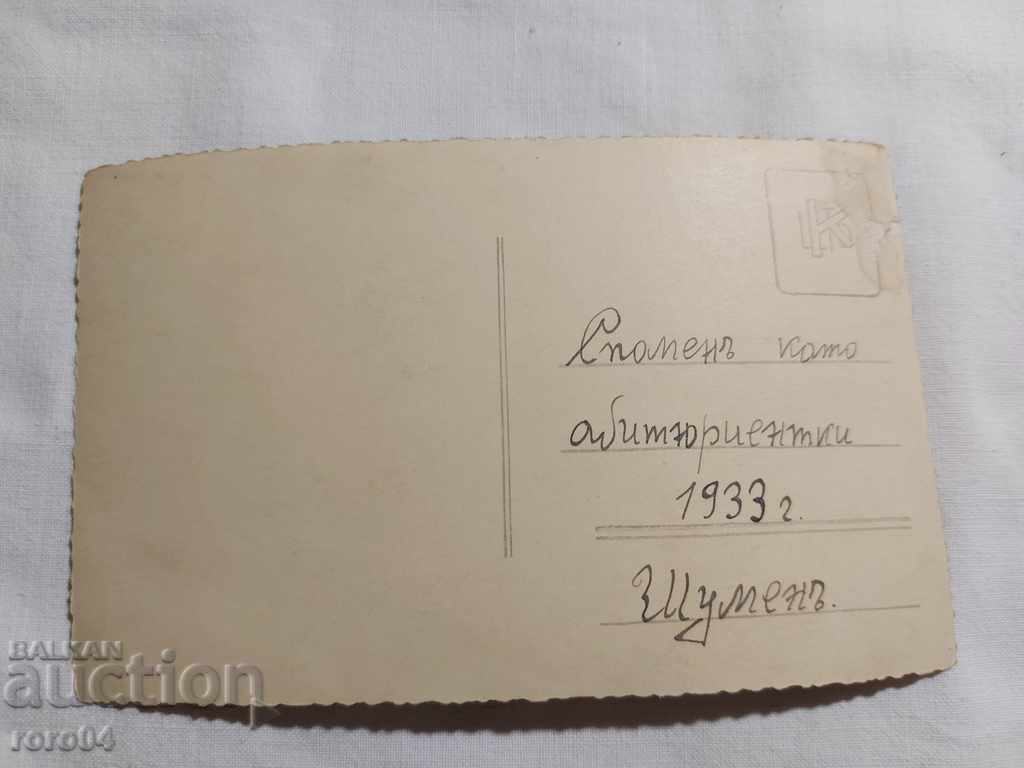 Споменъ като
абитюриентки
1933 г.
Шуменъ.
BALKAN
auction
roro04